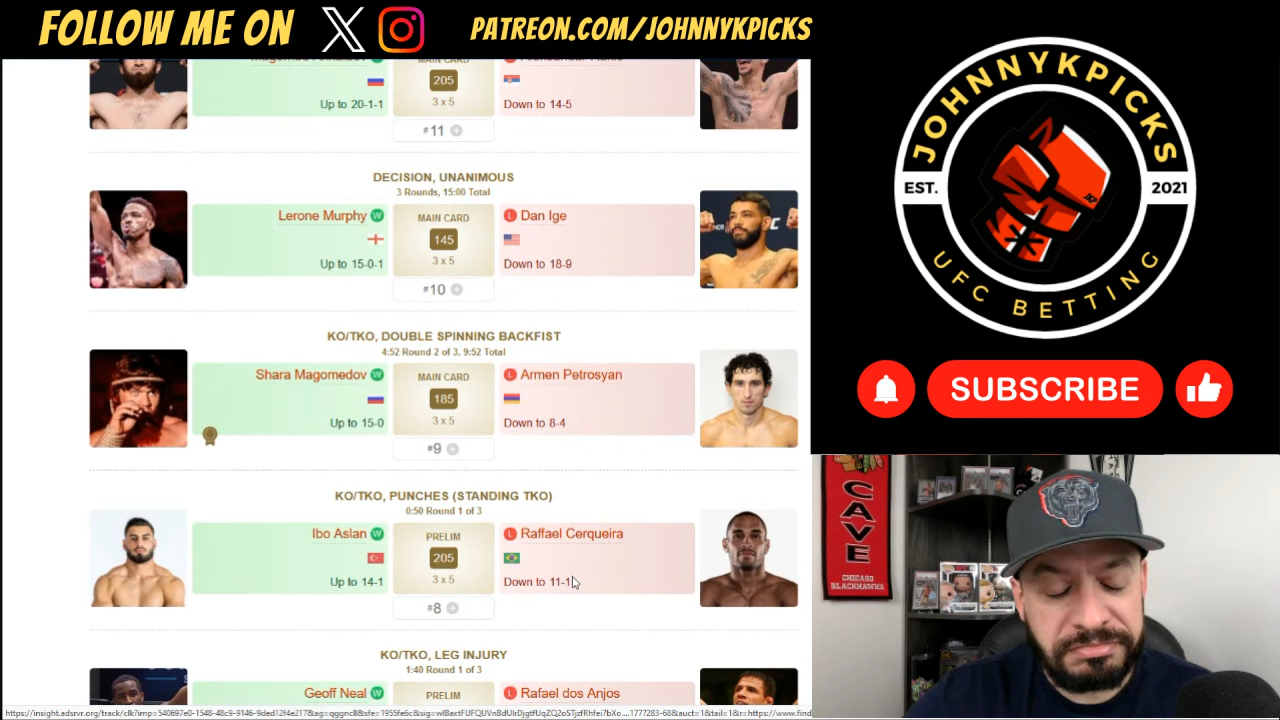 FOLLOW ME ON
PATREON.COM/JOHNNYKPICKS
MAIN CARD
205
3 x 5
Up to 20-1-1
Down to 14-5
#11
DECISION, UNANIMOUS
3 Rounds, 15:00 Total
Lerone Murphy W
MAIN CARD
L Dan Ige
145
3 x 5
Up to 15-0-1
Down to 18-9
#10
KO/TKO, DOUBLE SPINNING BACKFIST
4:52 Round 2 of 3, 9:52 Total
Shara Magomedov W
MAIN CARD
L Armen Petrosyan
185
3 x 5
Up to 15-0
Down to 8-4
#9
KO/TKO, PUNCHES (STANDING TKO)
0:50 Round 1 of 3
Ibo Aslan W
PRELIM
L Raffael Cerqueira
205
3 x 5
Up to 14-1
Down to 11-1
#8
KO/TKO, LEG INJURY
1:40 Round 1 of 3
Geoff Neal W
PRELIM
L Rafael dos Anjos
JOHNNYKPICKS
EST.
2021
JKP
UFC BETTING
SUBSCRIBE
CAVE
CHICAGO
BLACKHAWKS